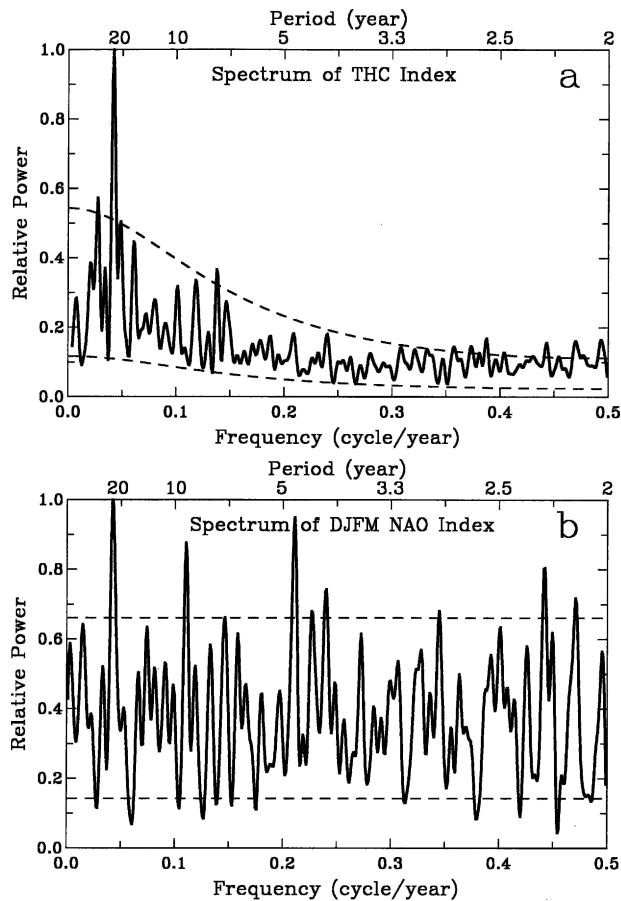 Period (year)
20 10 5 3.3 2.5 2
Spectrum of THC Index a
1.0
0.8
0.6
0.4
0.2
0.0
Relative Power
0.0 0.1 0.2 0.3 0.4 0.5
Frequency (cycle/year)
Period (year)
20 10 5 3.3 2.5 2
Spectrum of DJFM NAO Index b
1.0
0.8
0.6
0.4
0.2
0.0
Relative Power
0.0 0.1 0.2 0.3 0.4 0.5
Frequency (cycle/year)